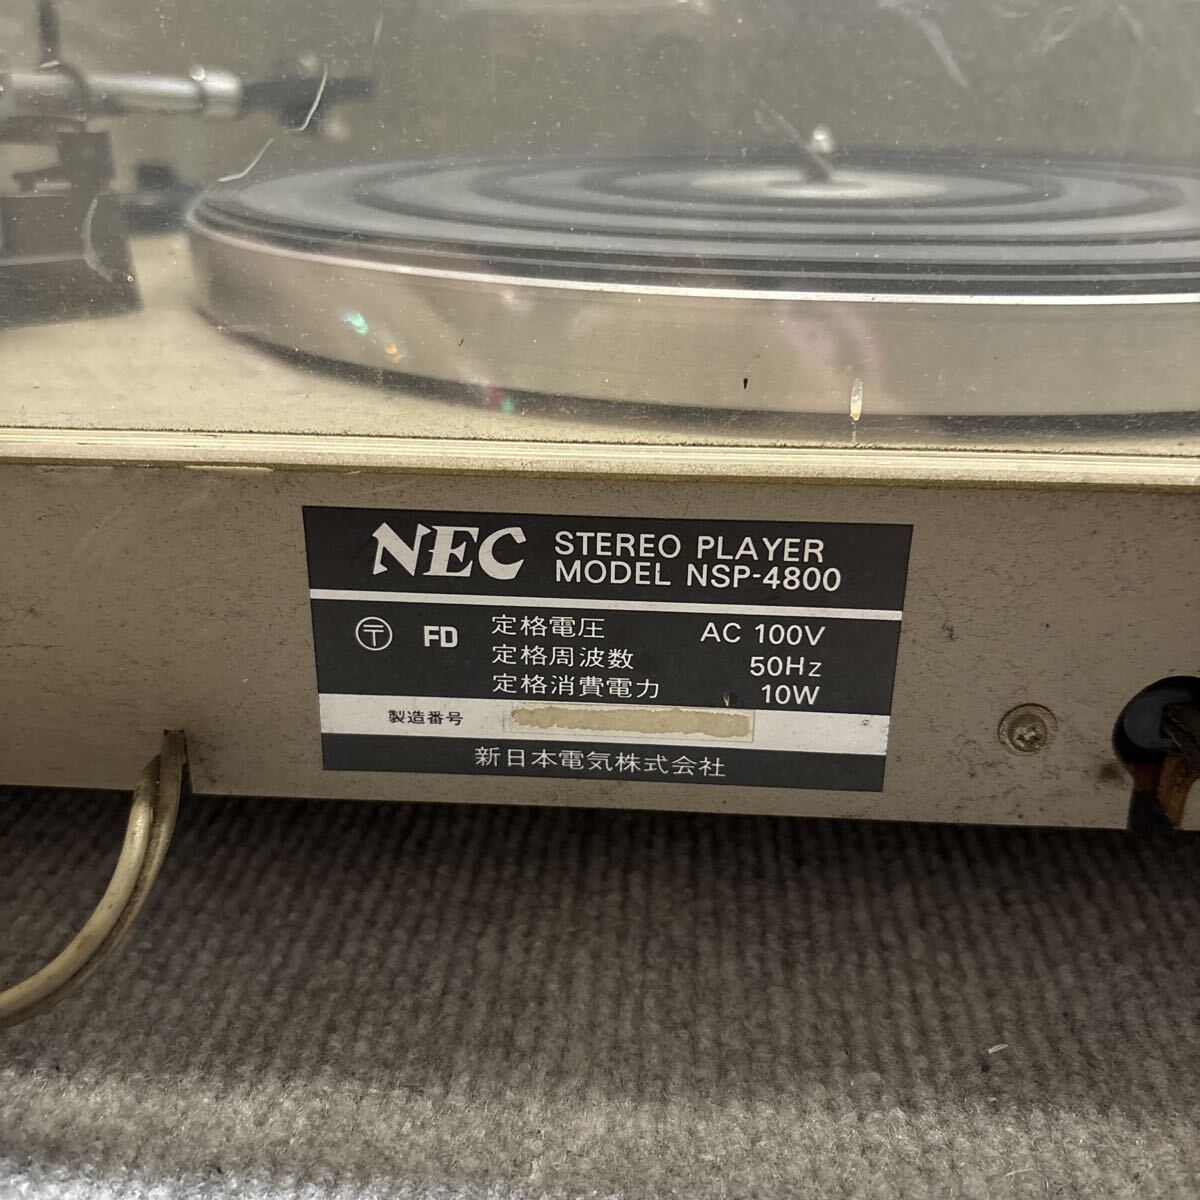 NEC STEREO PLAYER
MODEL NSP-4800
〒 FD 定格電圧 AC 100V
定格周波数 50Hz
定格消費電力 10W
製造番号
新日本電気株式会社